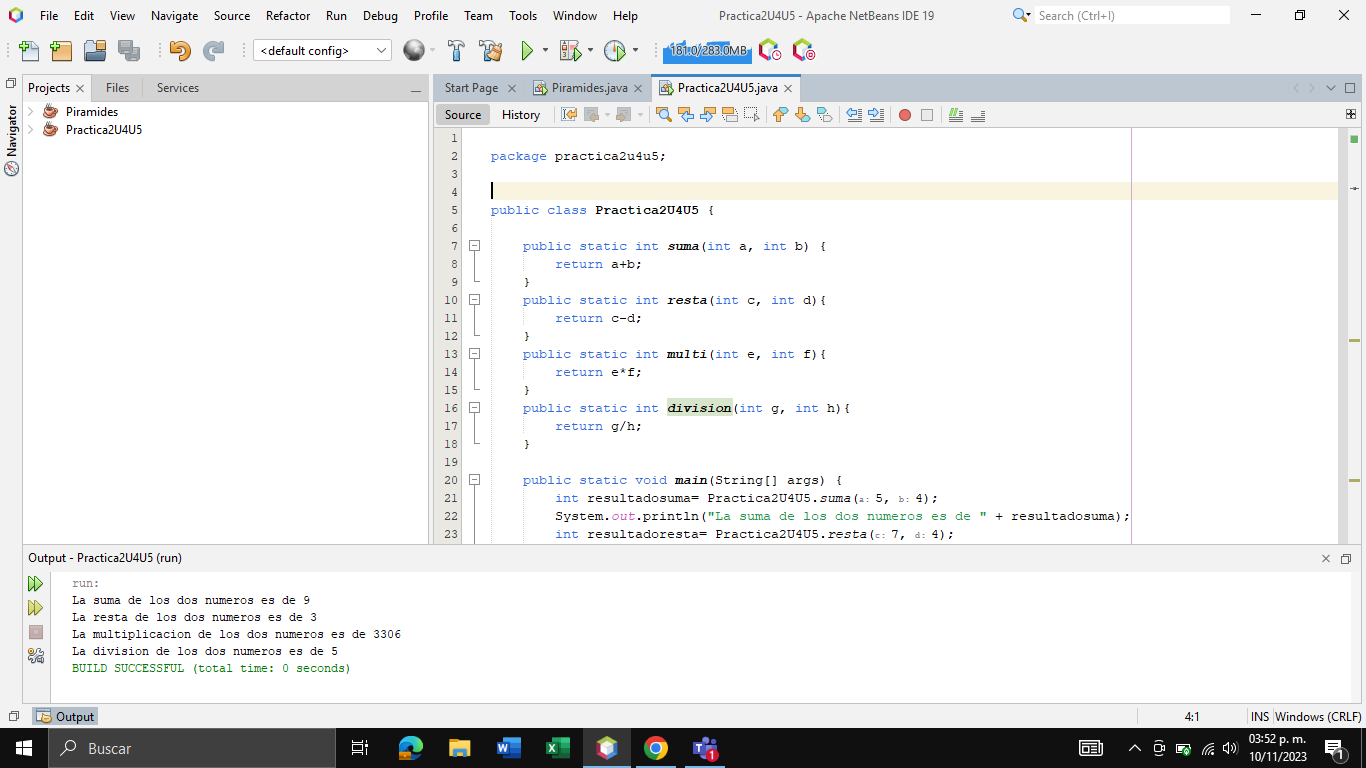 File Edit View Navigate Source Refactor Run Debug Profile Team Tools Window Help
Practica2U4U5 - Apache NetBeans IDE 19
Search (Ctrl+I)
<default config>
181.0/283.0MB
Projects Files Services
Navigator
Piramides
Practica2U4U5
Start Page Piramides.java Practica2U4U5.java
Source History
1
2 package practica2u4u5;
3
4
5 public class Practica2U4U5 {
6
7 public static int suma(int a, int b) {
8 return a+b;
9 }
10 public static int resta(int c, int d){
11 return c-d;
12 }
13 public static int multi(int e, int f){
14 return e*f;
15 }
16 public static int division(int g, int h){
17 return g/h;
18 }
19
20 public static void main(String[] args) {
21 int resultadosuma= Practica2U4U5.suma(a: 5, b: 4);
22 System.out.println("La suma de los dos numeros es de " + resultadosuma);
23 int resultadoresta= Practica2U4U5.resta(c: 7, d: 4);
Output - Practica2U4U5 (run)
run:
La suma de los dos numeros es de 9
La resta de los dos numeros es de 3
La multiplicacion de los dos numeros es de 3306
La division de los dos numeros es de 5
BUILD SUCCESSFUL (total time: 0 seconds)
Output
4:1 INS Windows (CRLF)
Buscar
03:52 p. m.
10/11/2023
1
1